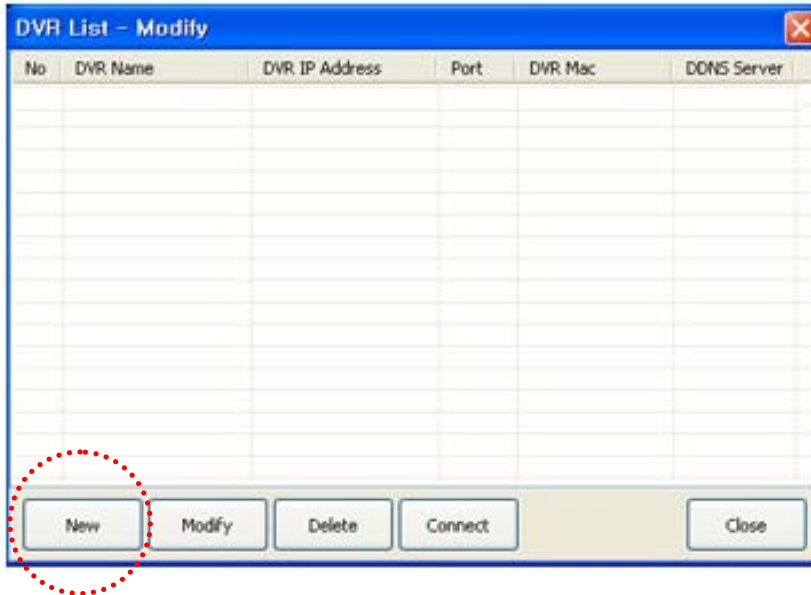 DVR List - Modify
No DVR Name DVR IP Address Port DVR Mac DDNS Server
New Modify Delete Connect Close